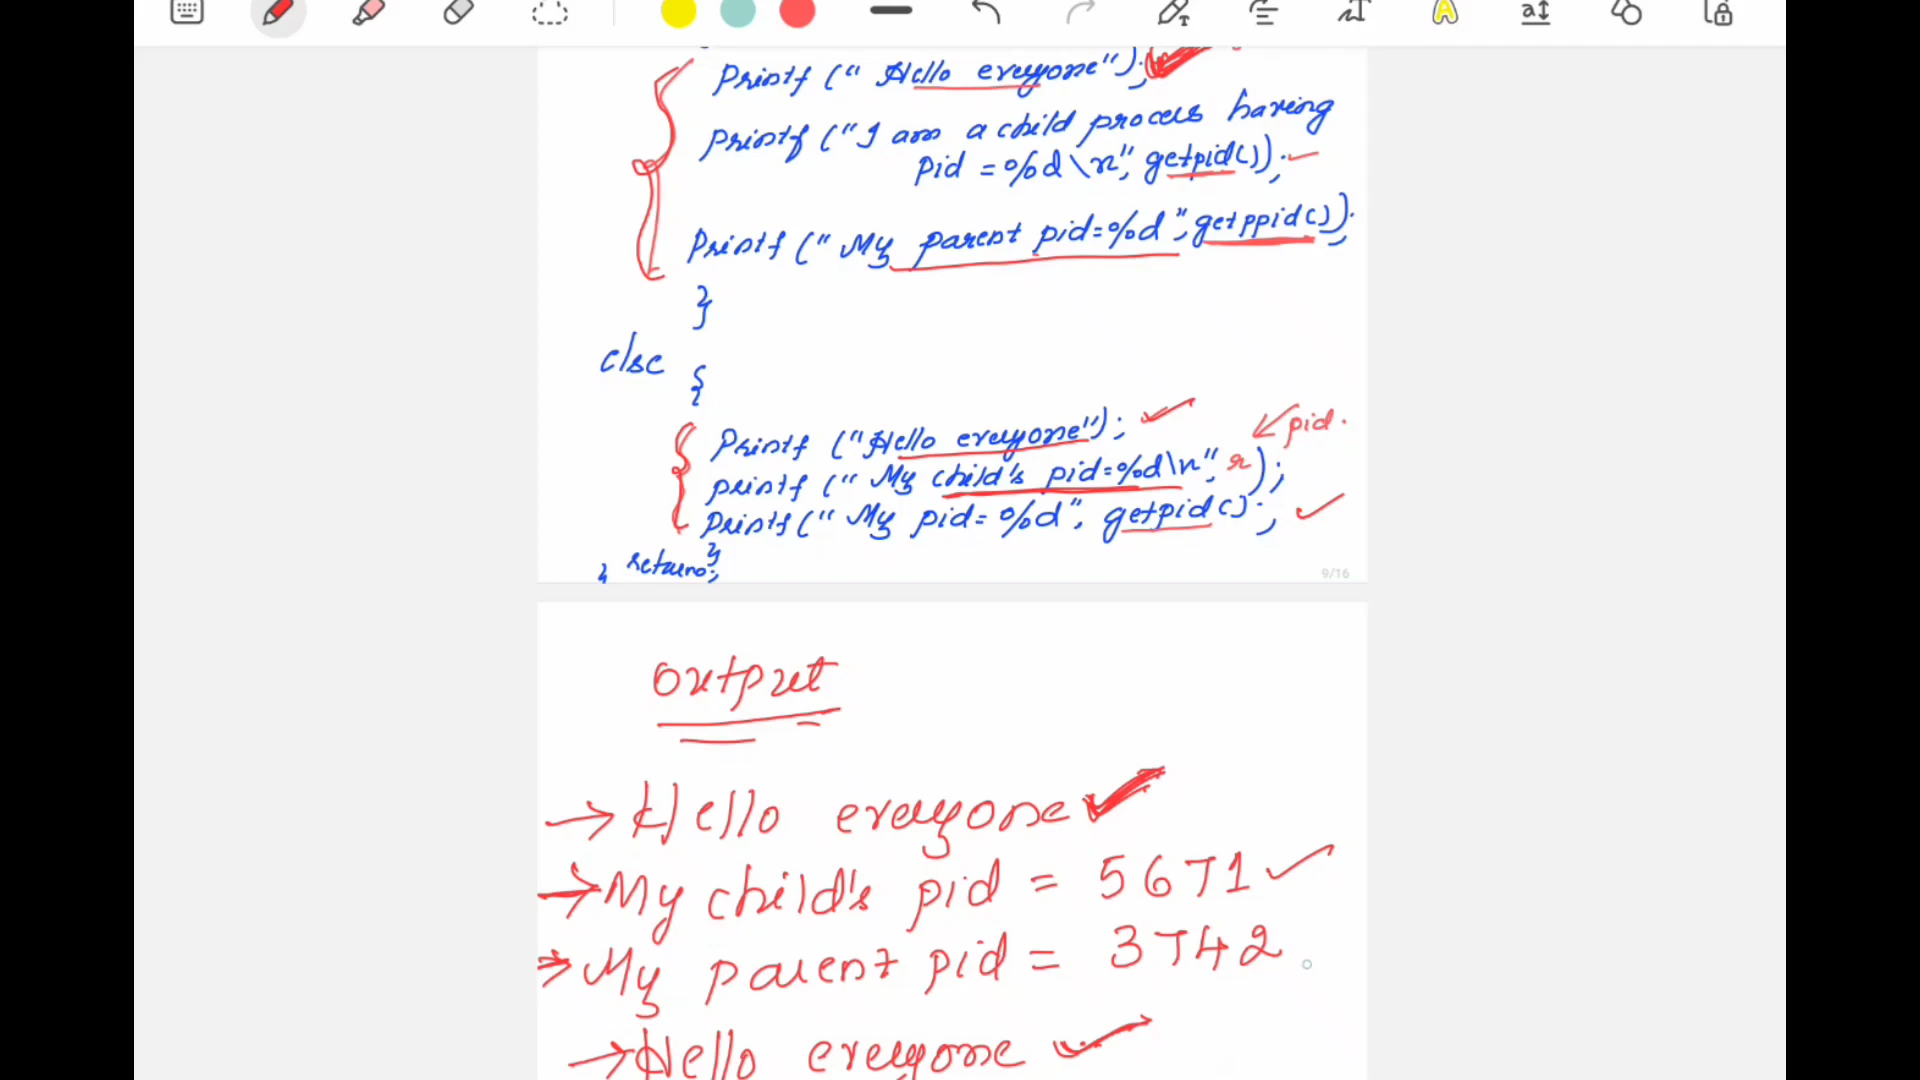 Printf (" Hello everyone");
printf ("I am a child process having
pid = %d \n", getpid());
Printf (" My parent pid=%d", getppid());
}
else
{
Printf ("Hello everyone");
pid.
printf (" My child's pid=%d\n", r);
Printf (" My pid= %d", getpid();
}
} return;
9/16
Output
→ Hello everyone
→ My child's pid = 5671
→ My parent pid = 3742
→ Hello everyone